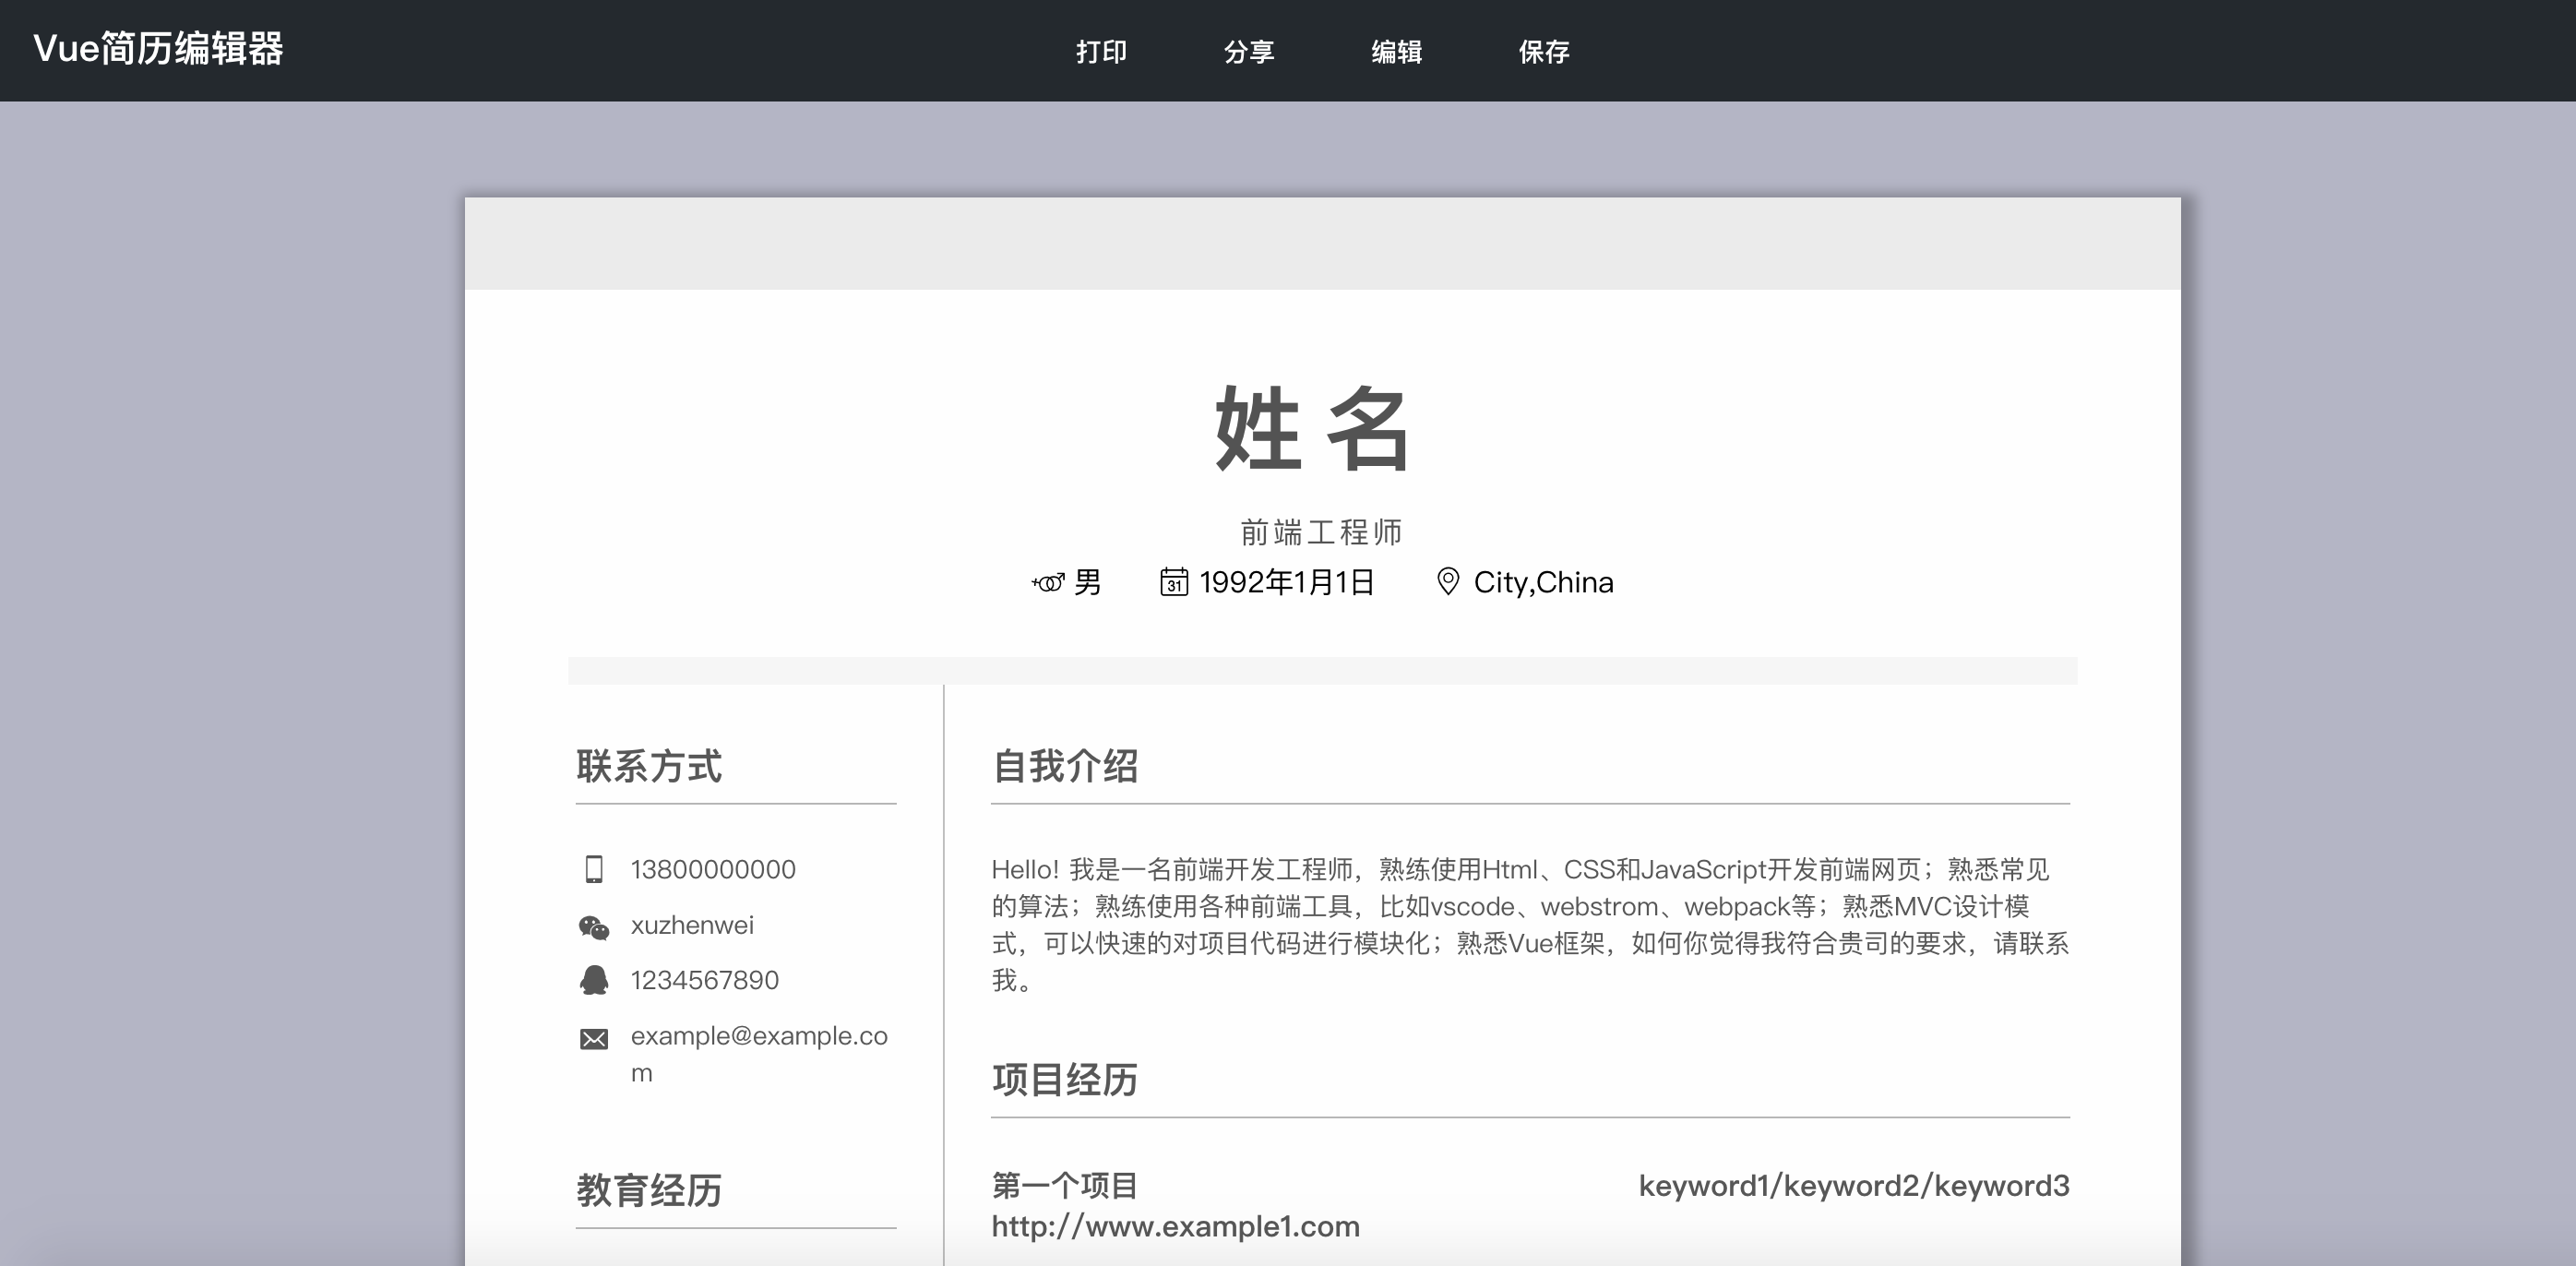 Vue简历编辑器
打印 分享 编辑 保存
姓名
前端工程师
男 31 1992年1月1日 City,China
联系方式
13800000000
xuzhenwei
1234567890
example@example.co
m
教育经历
自我介绍
Hello! 我是一名前端开发工程师，熟练使用Html、CSS和JavaScript开发前端网页；熟悉常见
的算法；熟练使用各种前端工具，比如vscode、webstrom、webpack等；熟悉MVC设计模
式，可以快速的对项目代码进行模块化；熟悉Vue框架，如何你觉得我符合贵司的要求，请联系
我。
项目经历
第一个项目 keyword1/keyword2/keyword3
http://www.example1.com